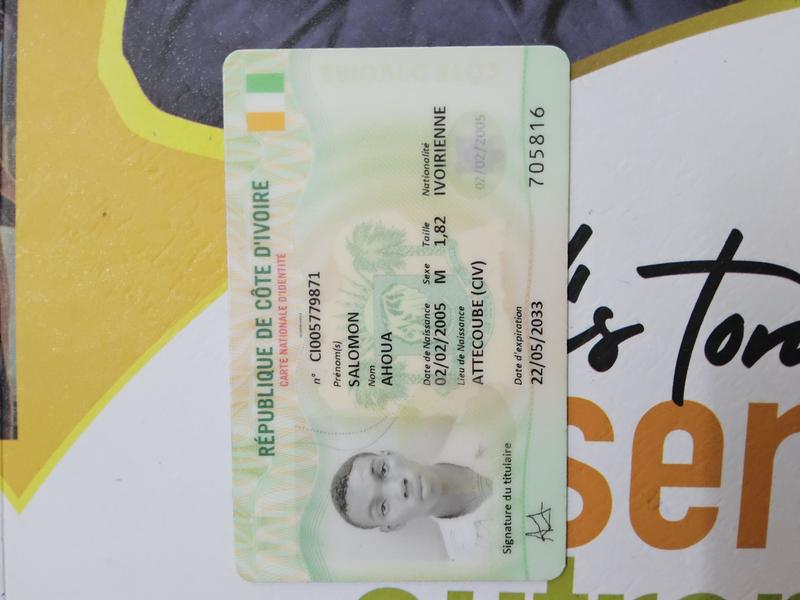 RÉPUBLIQUE DE CÔTE D'IVOIRE
CARTE NATIONALE D'IDENTITÉ
CÔTE D'IVOIRE
n° CI005779871
Prénom(s)
SALOMON
Nom
AHOUA
Date de Naissance Sexe Taille Nationalité
02/02/2005 M 1,82 IVOIRIENNE
Lieu de Naissance
ATTECOUBE (CIV)
02/02/2005
Date d'expiration
22/05/2033
705816
Signature du titulaire